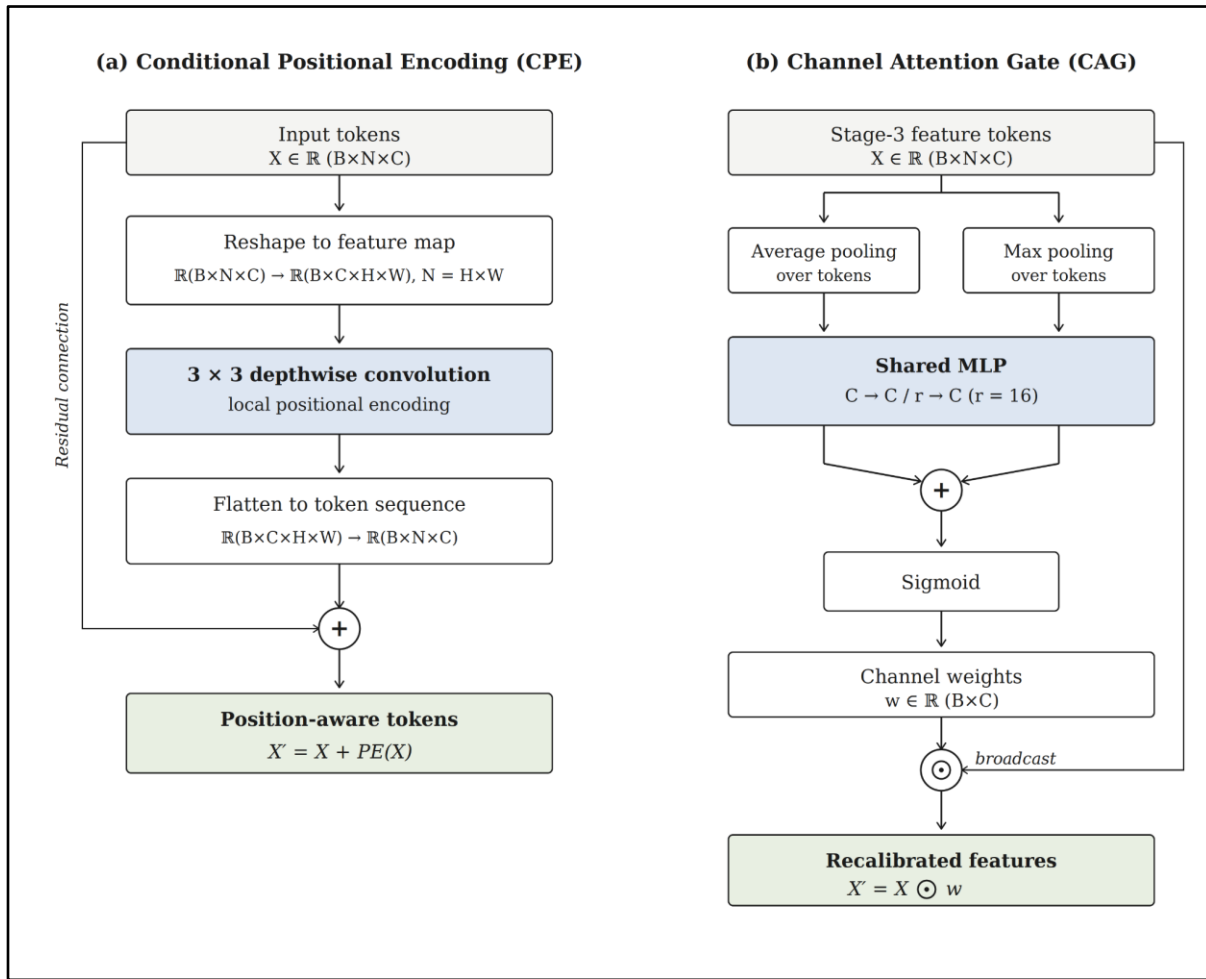 (a) Conditional Positional Encoding (CPE)
Input tokens
X ∈ ℝ (B×N×C)
Reshape to feature map
ℝ(B×N×C) → ℝ(B×C×H×W), N = H×W
3 × 3 depthwise convolution
local positional encoding
Flatten to token sequence
ℝ(B×C×H×W) → ℝ(B×N×C)
+
Position-aware tokens
X′ = X + PE(X)
Residual connection
(b) Channel Attention Gate (CAG)
Stage-3 feature tokens
X ∈ ℝ (B×N×C)
Average pooling
over tokens
Max pooling
over tokens
Shared MLP
C → C / r → C (r = 16)
+
Sigmoid
Channel weights
w ∈ ℝ (B×C)
⊙
broadcast
Recalibrated features
X′ = X ⊙ w